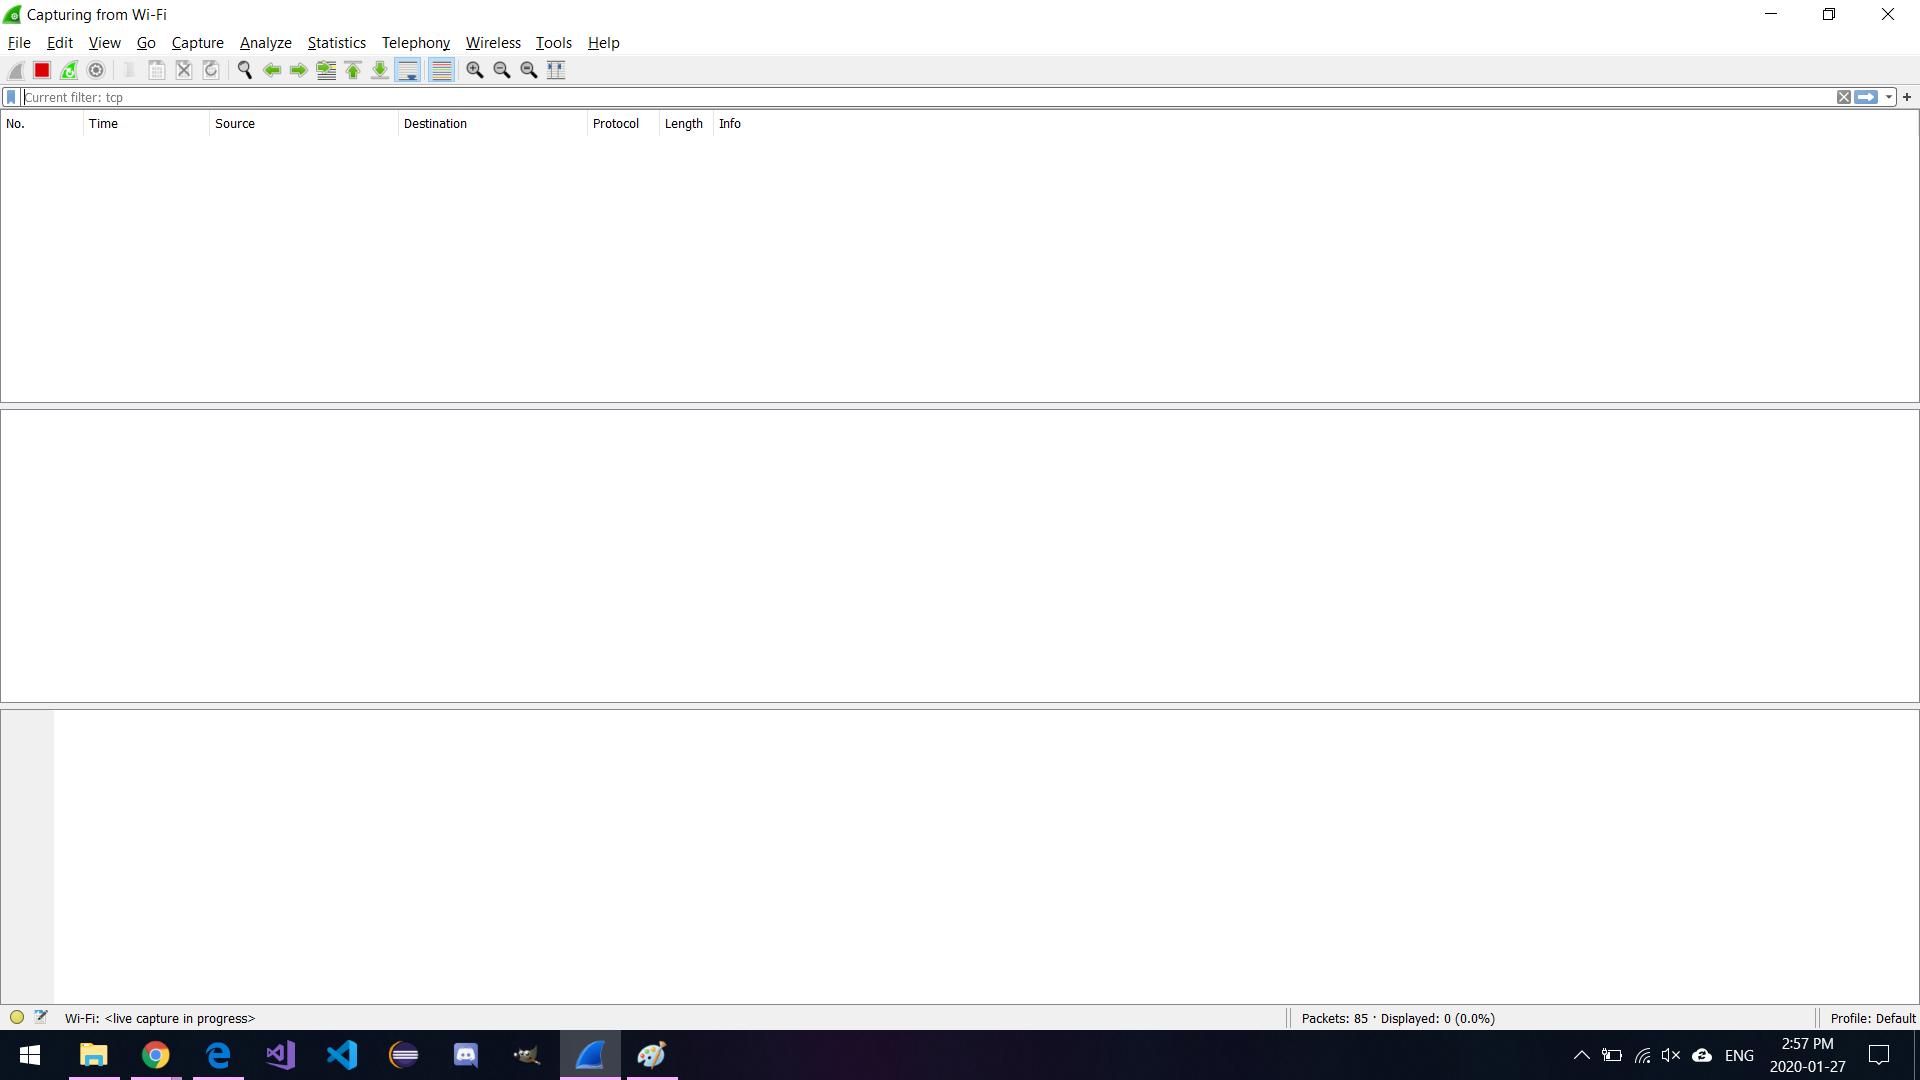 Capturing from Wi-Fi
File Edit View Go Capture Analyze Statistics Telephony Wireless Tools Help
Current filter: tcp
No. Time Source Destination Protocol Length Info
Wi-Fi: <live capture in progress> Packets: 85 · Displayed: 0 (0.0%) Profile: Default
ENG
2:57 PM
2020-01-27